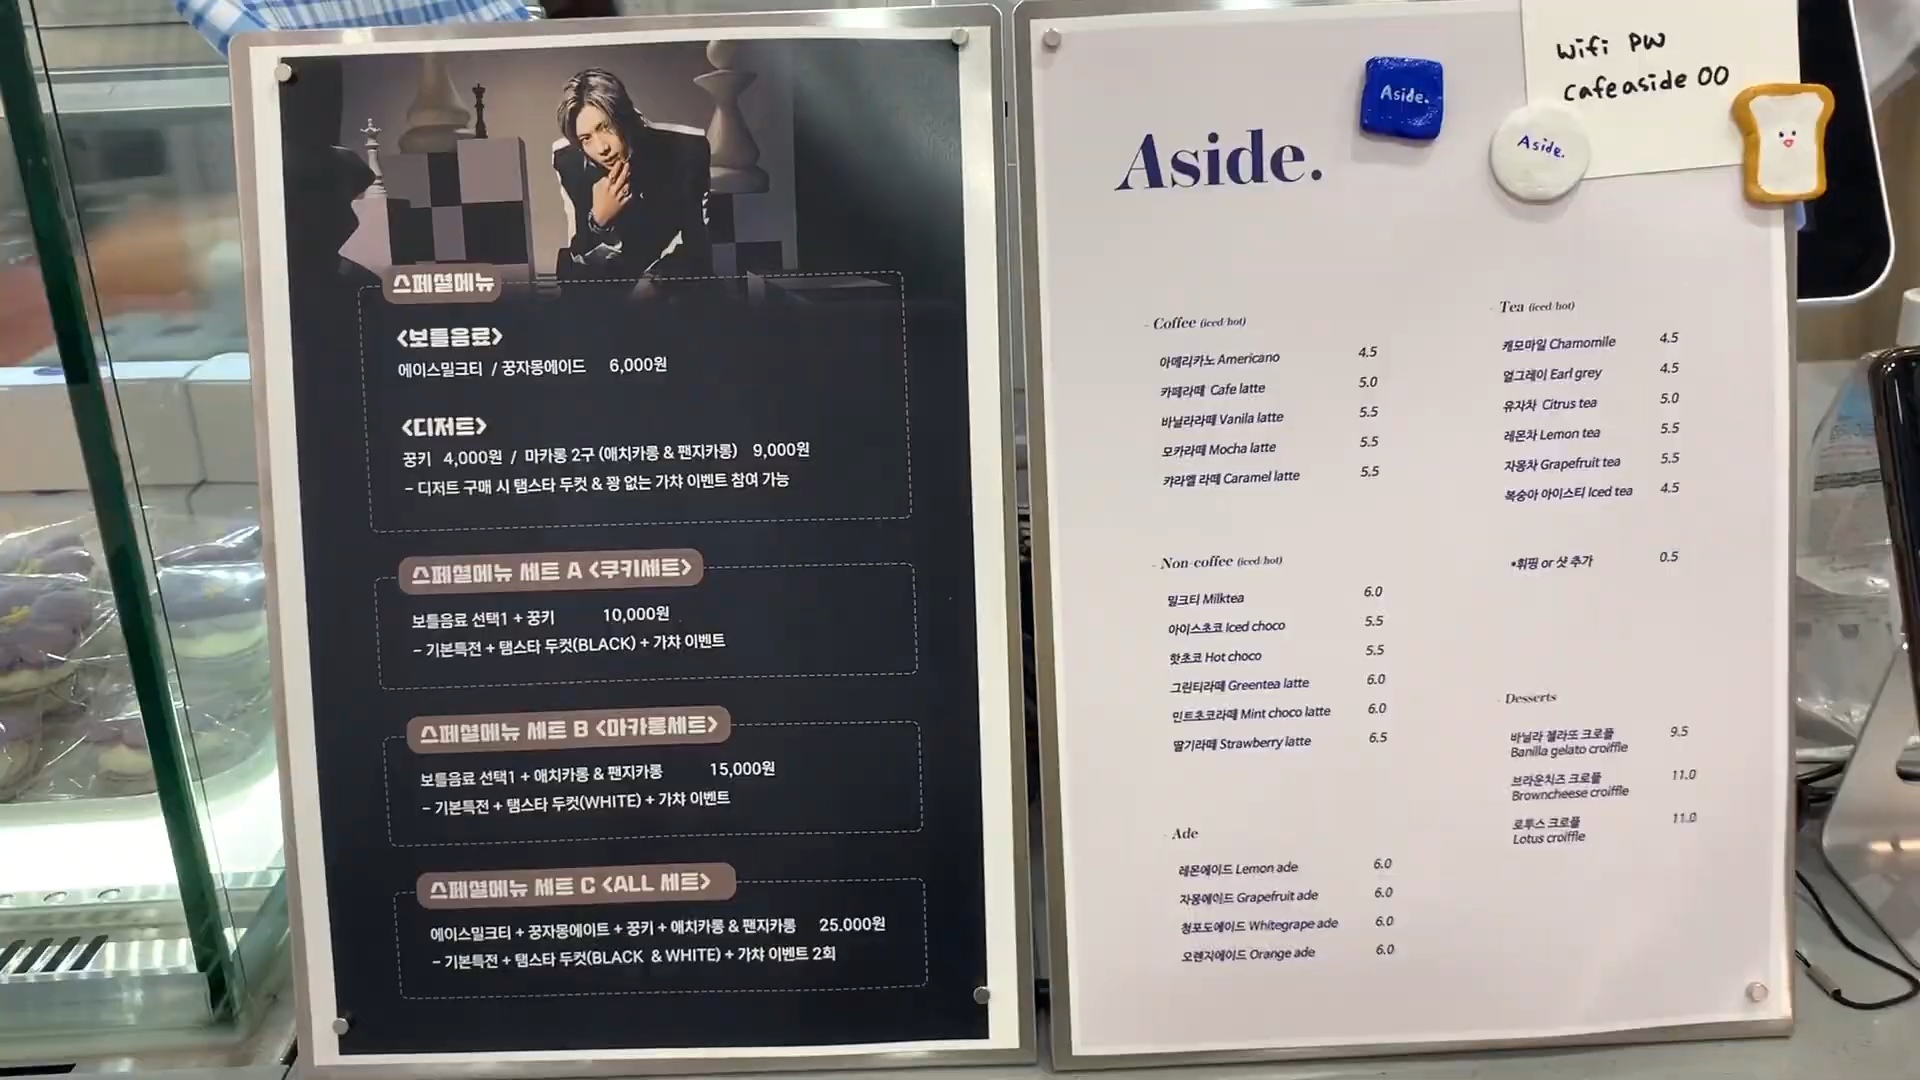 스페셜메뉴
<보틀음료>
에이스밀크티 / 꿍자몽에이드 6,000원
<디저트>
꿍키 4,000원 / 마카롱 2구 (애치카롱 & 팬지카롱) 9,000원
- 디저트 구매 시 탬스타 두컷 & 꽝 없는 가챠 이벤트 참여 가능
스페셜메뉴 세트 A <쿠키세트>
보틀음료 선택1 + 꿍키 10,000원
- 기본특전 + 탬스타 두컷(BLACK) + 가챠 이벤트
스페셜메뉴 세트 B <마카롱세트>
보틀음료 선택1 + 애치카롱 & 팬지카롱 15,000원
- 기본특전 + 탬스타 두컷(WHITE) + 가챠 이벤트
스페셜메뉴 세트 C <ALL 세트>
에이스밀크티 + 꿍자몽에이트 + 꿍키 + 애치카롱 & 팬지카롱 25.000원
- 기본특전 + 탬스타 두컷(BLACK & WHITE) + 가챠 이벤트 2회
Wifi PW
cafeaside 00
Aside.
Aside.
Aside.
Coffee (iced/hot)
아메리카노 Americano 4.5
카페라떼 Cafe latte 5.0
바닐라라떼 Vanila latte 5.5
모카라떼 Mocha latte 5.5
캬라멜 라떼 Caramel latte 5.5
Non-coffee (iced/hot)
밀크티 Milktea 6.0
아이스초코 Iced choco 5.5
핫초코 Hot choco 5.5
그린티라떼 Greentea latte 6.0
민트초코라떼 Mint choco latte 6.0
딸기라떼 Strawberry latte 6.5
Ade
레몬에이드 Lemon ade 6.0
자몽에이드 Grapefruit ade 6.0
청포도에이드 Whitegrape ade 6.0
오렌지에이드 Orange ade 6.0
Tea (iced/hot)
캐모마일 Chamomile 4.5
얼그레이 Earl grey 4.5
유자차 Citrus tea 5.0
레몬차 Lemon tea 5.5
자몽차 Grapefruit tea 5.5
복숭아 아이스티 Iced tea 4.5
*휘핑 or 샷 추가 0.5
Desserts
바닐라 젤라또 크로플 9.5
Banilla gelato croiffle
브라운치즈 크로플 11.0
Browncheese croiffle
로투스 크로플 11.0
Lotus croiffle